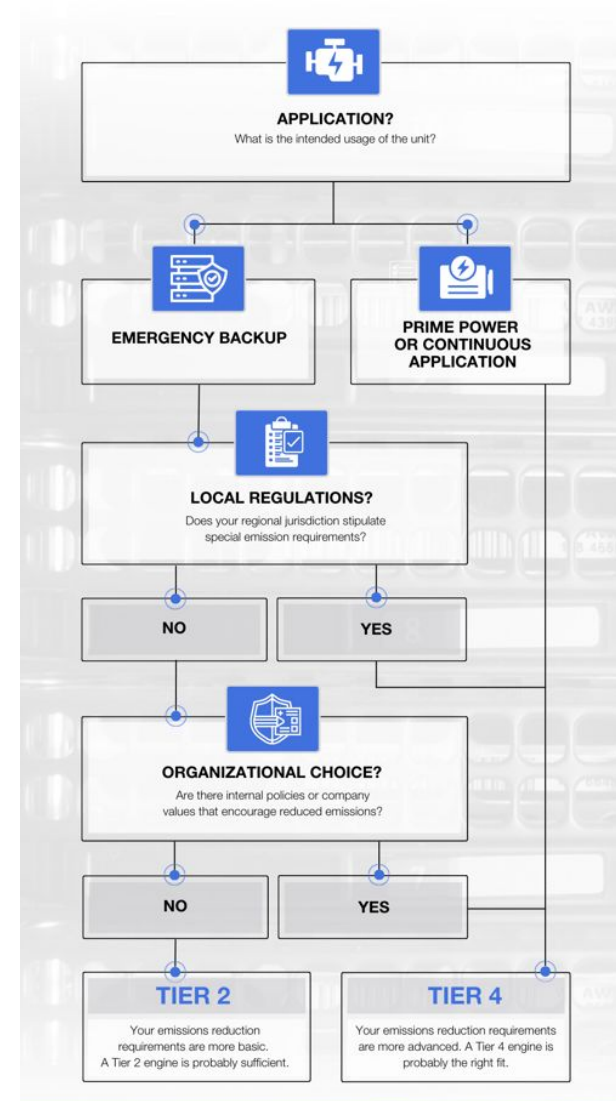 APPLICATION?
What is the intended usage of the unit?
EMERGENCY BACKUP
PRIME POWER
OR CONTINUOUS
APPLICATION
LOCAL REGULATIONS?
Does your regional jurisdiction stipulate
special emission requirements?
NO
YES
ORGANIZATIONAL CHOICE?
Are there internal policies or company
values that encourage reduced emissions?
NO
YES
TIER 2
Your emissions reduction
requirements are more basic.
A Tier 2 engine is probably sufficient.
TIER 4
Your emissions reduction requirements
are more advanced. A Tier 4 engine is
probably the right fit.